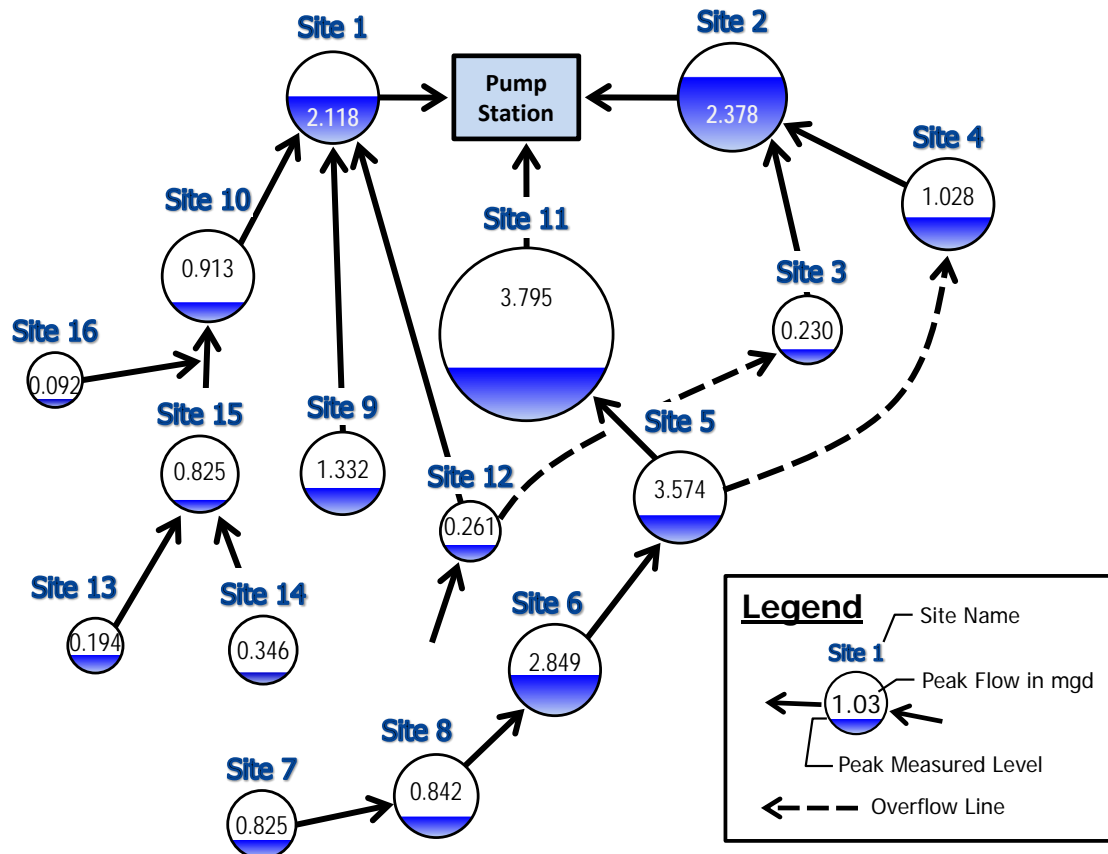 Site 1
Site 2
Pump
Station
2.118
2.378
Site 4
1.028
Site 10
Site 11
0.913
3.795
Site 3
0.230
Site 16
0.092
Site 15
Site 9
Site 5
0.825
1.332
Site 12
3.574
0.261
Site 13
Site 14
0.194
0.346
Site 6
2.849
Site 8
Site 7
0.842
0.825
Legend
Site Name
Site 1
Peak Flow in mgd
1.03
Peak Measured Level
Overflow Line